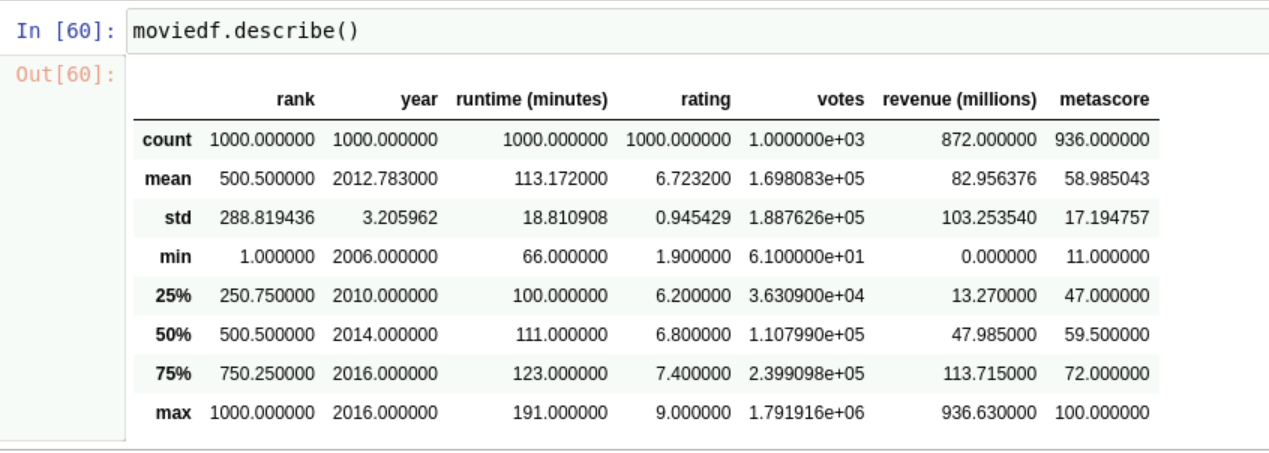 In [60]: moviedf.describe()
Out[60]:
rank year runtime (minutes) rating votes revenue (millions) metascore
count 1000.000000 1000.000000 1000.000000 1000.000000 1.000000e+03 872.000000 936.000000
mean 500.500000 2012.783000 113.172000 6.723200 1.698083e+05 82.956376 58.985043
std 288.819436 3.205962 18.810908 0.945429 1.887626e+05 103.253540 17.194757
min 1.000000 2006.000000 66.000000 1.900000 6.100000e+01 0.000000 11.000000
25% 250.750000 2010.000000 100.000000 6.200000 3.630900e+04 13.270000 47.000000
50% 500.500000 2014.000000 111.000000 6.800000 1.107990e+05 47.985000 59.500000
75% 750.250000 2016.000000 123.000000 7.400000 2.399098e+05 113.715000 72.000000
max 1000.000000 2016.000000 191.000000 9.000000 1.791916e+06 936.630000 100.000000